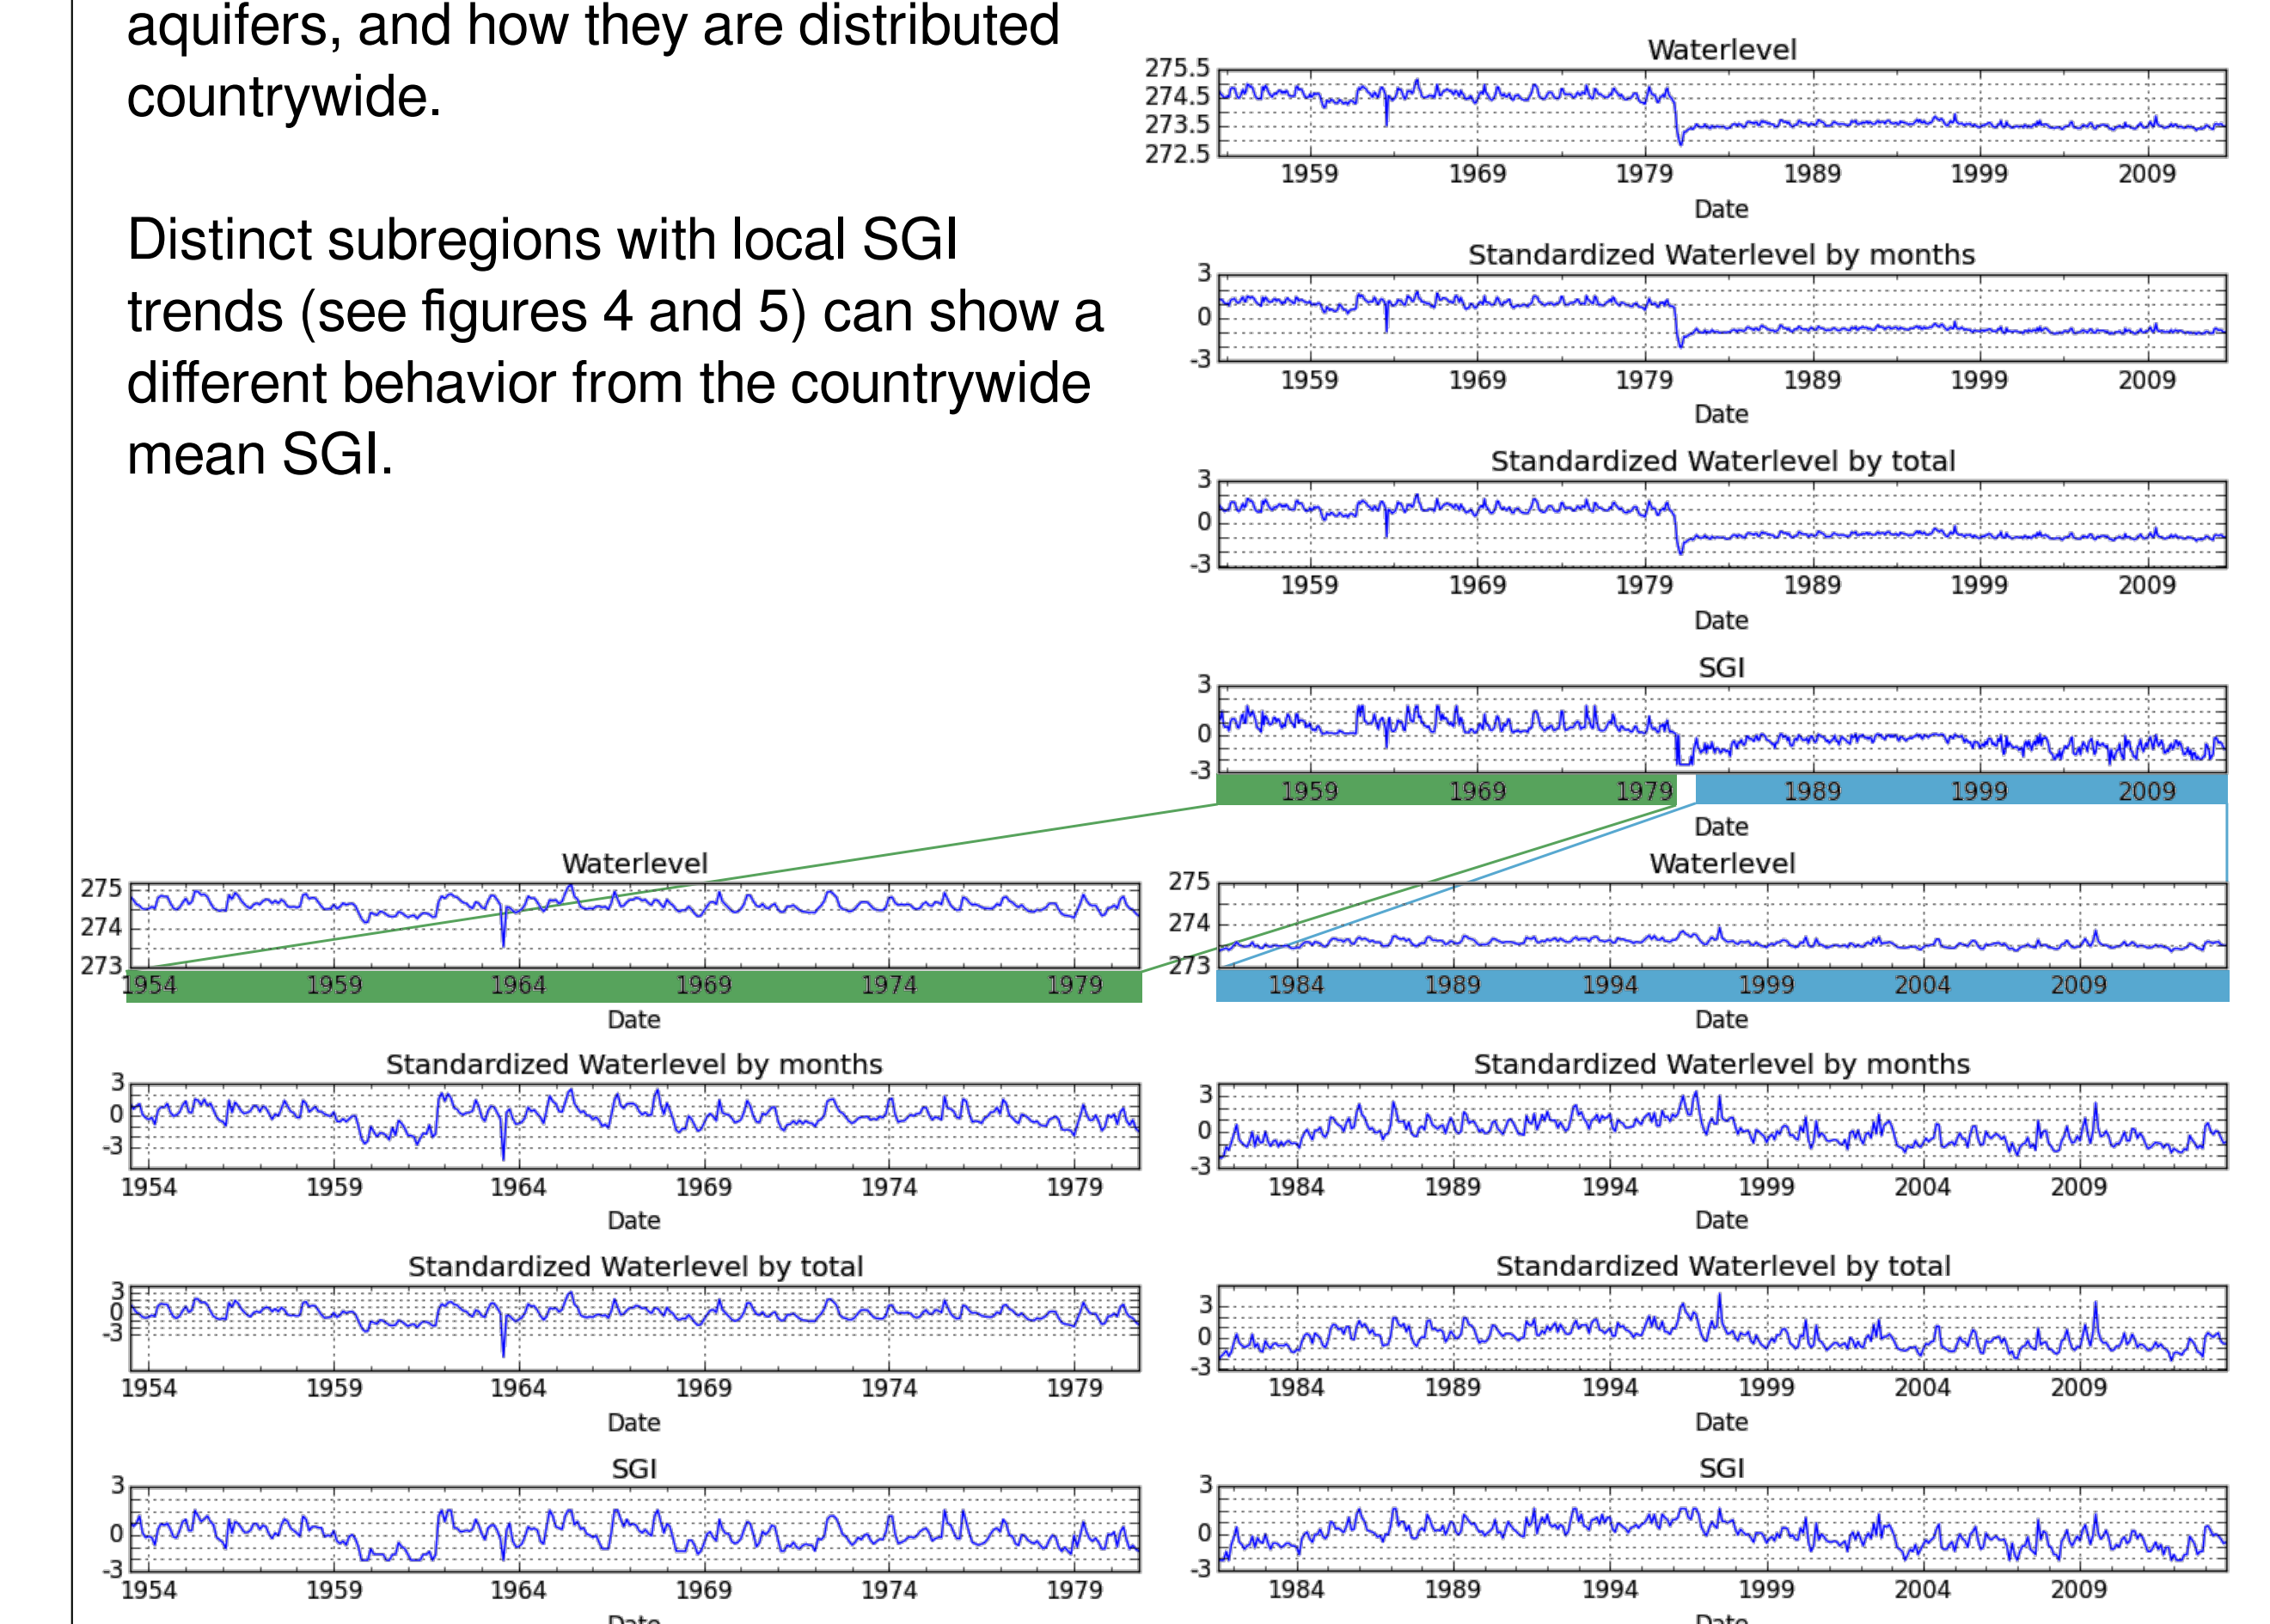 aquifers, and how they are distributed
countrywide.
Distinct subregions with local SGI
trends (see figures 4 and 5) can show a
different behavior from the countrywide
mean SGI.
Waterlevel
275.5
274.5
273.5
272.5
1959 1969 1979 1989 1999 2009
Date
Standardized Waterlevel by months
3
0
-3
1959 1969 1979 1989 1999 2009
Date
Standardized Waterlevel by total
3
0
-3
1959 1969 1979 1989 1999 2009
Date
SGI
3
0
-3
1959 1969 1979 1989 1999 2009
Date
Waterlevel
275
274
273
1954 1959 1964 1969 1974 1979
Date
Standardized Waterlevel by months
3
0
-3
1954 1959 1964 1969 1974 1979
Date
Standardized Waterlevel by total
3
0
-3
1954 1959 1964 1969 1974 1979
Date
SGI
3
0
-3
1954 1959 1964 1969 1974 1979
Date
Waterlevel
275
274
273
1984 1989 1994 1999 2004 2009
Date
Standardized Waterlevel by months
3
0
-3
1984 1989 1994 1999 2004 2009
Date
Standardized Waterlevel by total
3
0
-3
1984 1989 1994 1999 2004 2009
Date
SGI
3
0
-3
1984 1989 1994 1999 2004 2009
Date